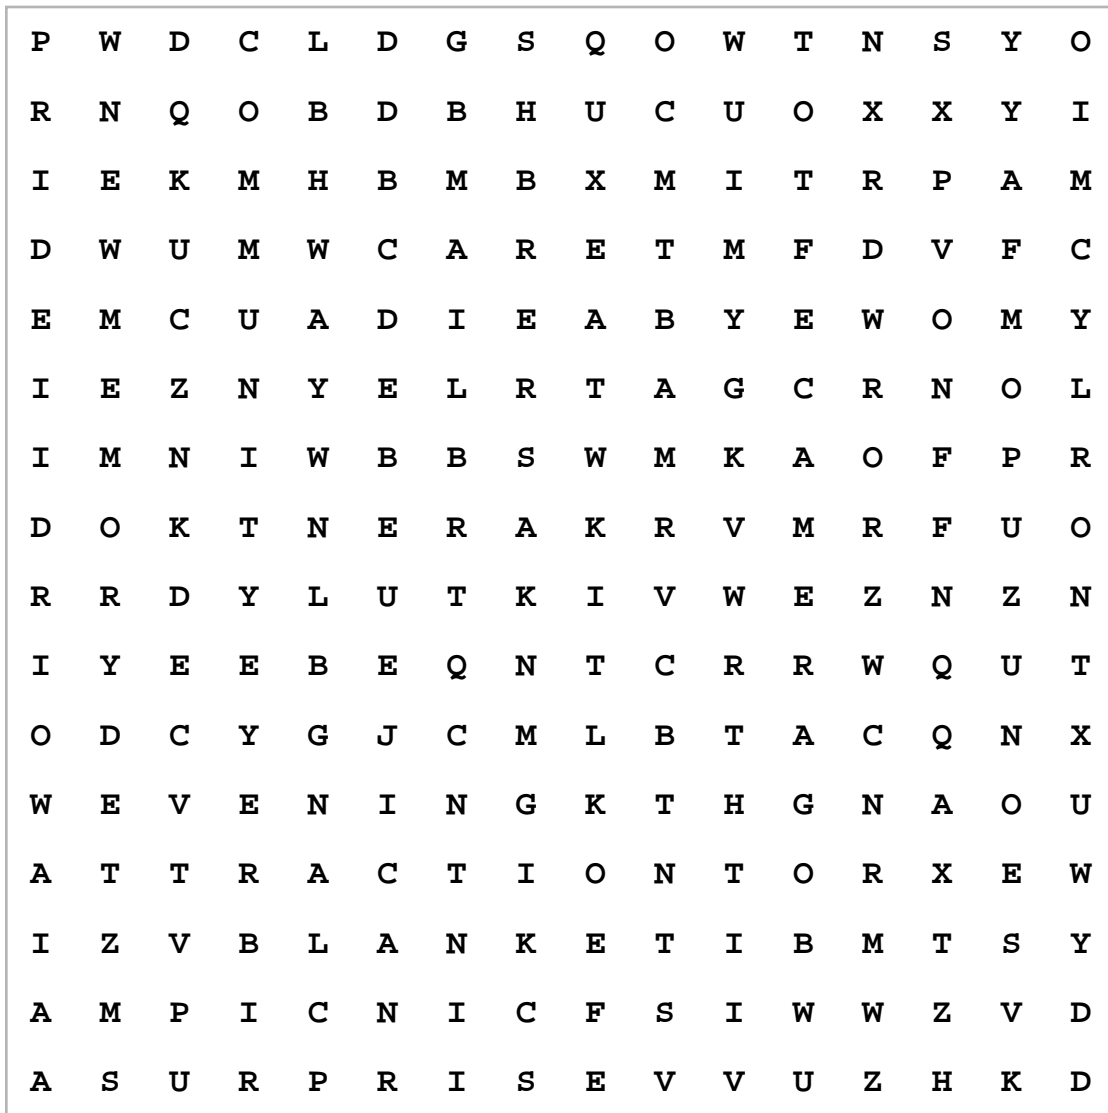 P W D C L D G S Q O W T N S Y O
R N Q O B D B H U C U O X X Y I
I E K M H B M B X M I T R P A M
D W U M W C A R E T M F D V F C
E M C U A D I E A B Y E W O M Y
I E Z N Y E L R T A G C R N O L
I M N I W B B S W M K A O F P R
D O K T N E R A K R V M R F U O
R R D Y L U T K I V W E Z N Z N
I Y E E B E Q N T C R R W Q U T
O D C Y G J C M L B T A C Q N X
W E V E N I N G K T H G N A O U
A T T R A C T I O N T O R X E W
I Z V B L A N K E T I B M T S Y
A M P I C N I C F S I W W Z V D
A S U R P R I S E V V U Z H K D